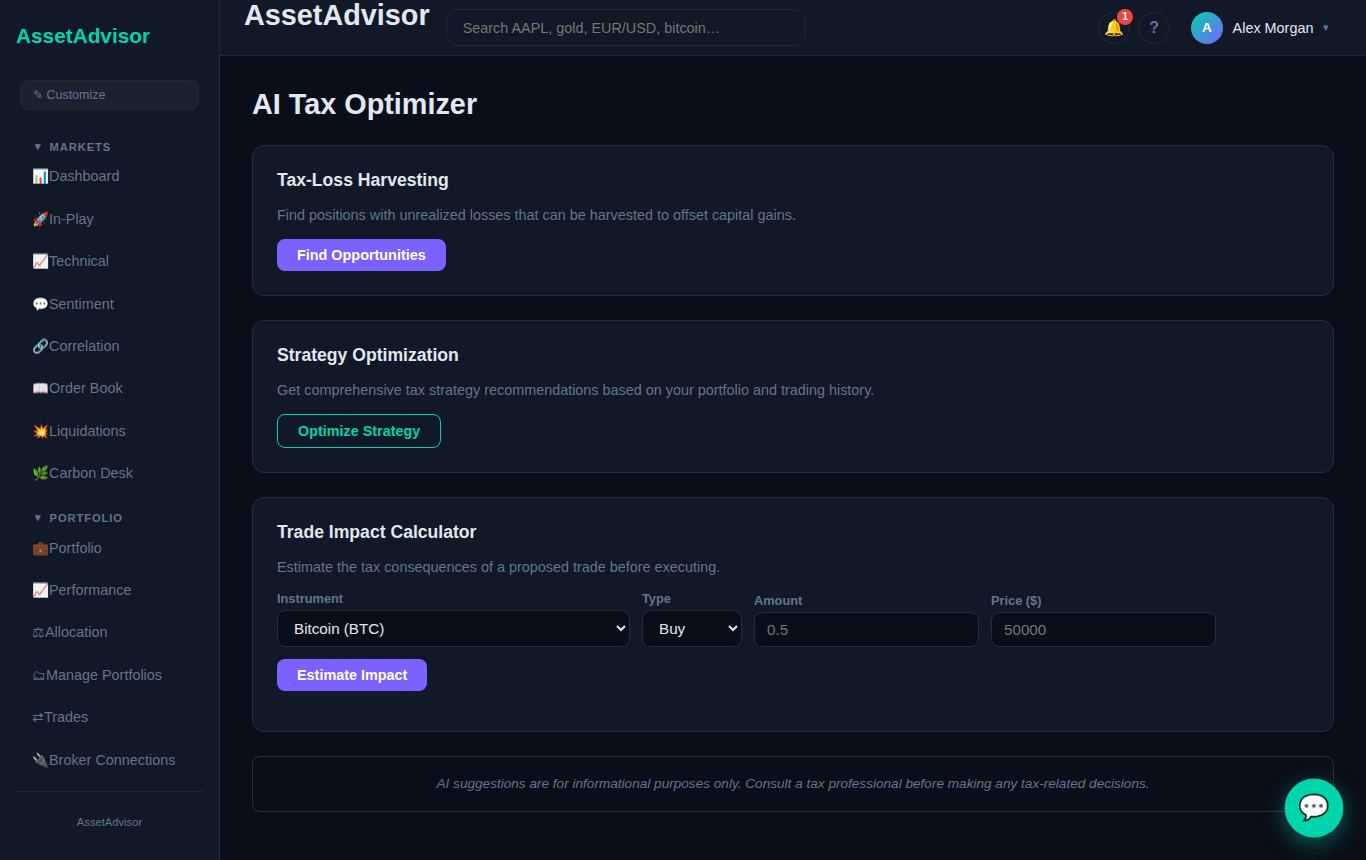 AssetAdvisor
✎ Customize
▼ MARKETS
📊Dashboard
🚀In-Play
📈Technical
💬Sentiment
🔗Correlation
📖Order Book
💥Liquidations
🌿Carbon Desk
▼ PORTFOLIO
💼Portfolio
📈Performance
⚖Allocation
🗂Manage Portfolios
⇄Trades
🔌Broker Connections
AssetAdvisor
AssetAdvisor
Search AAPL, gold, EUR/USD, bitcoin…
🔔 1
?
A Alex Morgan ▼
AI Tax Optimizer
Tax-Loss Harvesting
Find positions with unrealized losses that can be harvested to offset capital gains.
Find Opportunities
Strategy Optimization
Get comprehensive tax strategy recommendations based on your portfolio and trading history.
Optimize Strategy
Trade Impact Calculator
Estimate the tax consequences of a proposed trade before executing.
Instrument Type Amount Price ($)
Bitcoin (BTC) Buy 0.5 50000
Estimate Impact
AI suggestions are for informational purposes only. Consult a tax professional before making any tax-related decisions.
💬